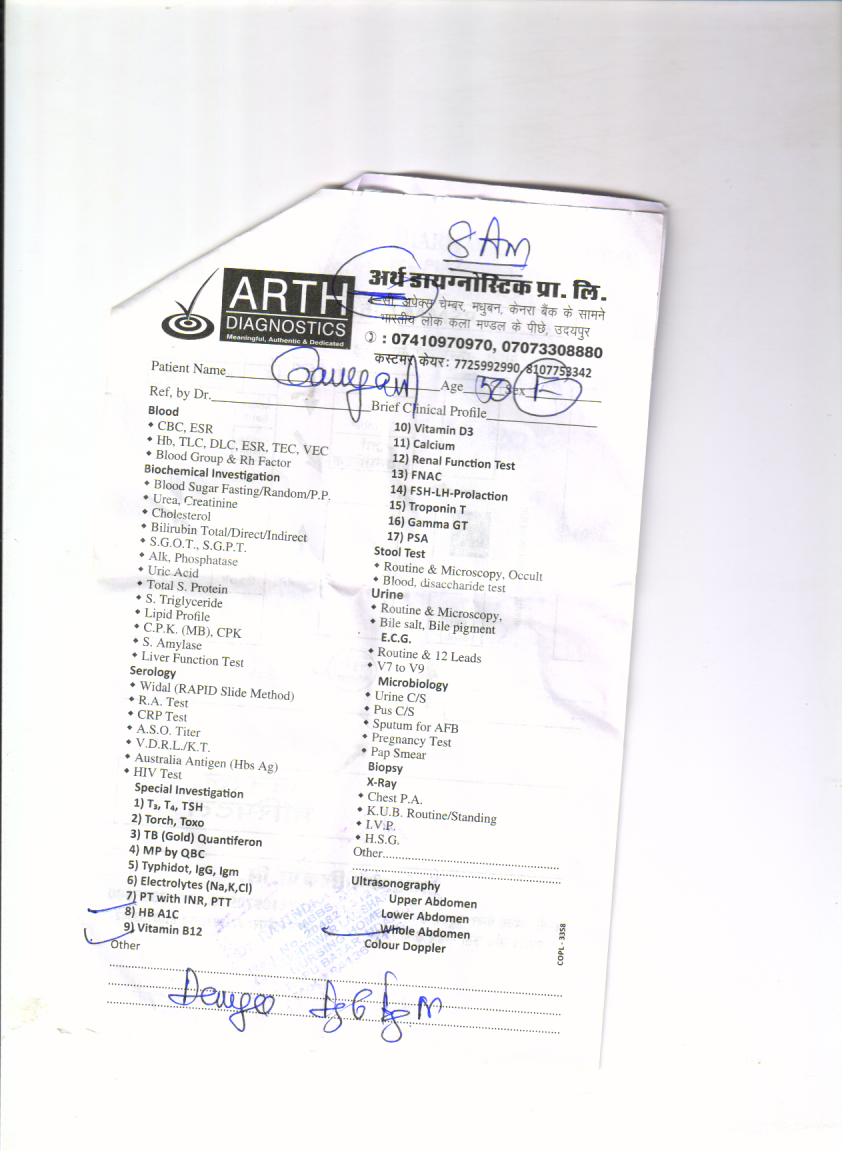 8 AM
ARTH
DIAGNOSTICS
Meaningful, Authentic & Dedicated
अर्थ डायग्नोस्टिक प्रा. लि.
सी, अपेक्स चेम्बर, मधुबन, केनरा बैंक के सामने
भारतीय लोक कला मण्डल के पीछे, उदयपुर
: 07410970970, 07073308880
कस्टमर केयर: 7725992990, 8107753342
Patient Name Age Sex F
Ref, by Dr. Brief Clinical Profile
Blood
CBC, ESR
Hb, TLC, DLC, ESR, TEC, VEC
Blood Group & Rh Factor
Biochemical Investigation
Blood Sugar Fasting/Random/P.P.
Urea, Creatinine
Cholesterol
Bilirubin Total/Direct/Indirect
S.G.O.T., S.G.P.T.
Alk, Phosphatase
Uric Acid
Total S. Protein
S. Triglyceride
Lipid Profile
C.P.K. (MB), CPK
S. Amylase
Liver Function Test
Serology
Widal (RAPID Slide Method)
R.A. Test
CRP Test
A.S.O. Titer
V.D.R.L./K.T.
Australia Antigen (Hbs Ag)
HIV Test
Special Investigation
1) T₃, T₄, TSH
2) Torch, Toxo
3) TB (Gold) Quantiferon
4) MP by QBC
5) Typhidot, IgG, Igm
6) Electrolytes (Na,K,Cl)
7) PT with INR, PTT
8) HB A1C
9) Vitamin B12
Other
10) Vitamin D3
11) Calcium
12) Renal Function Test
13) FNAC
14) FSH-LH-Prolaction
15) Troponin T
16) Gamma GT
17) PSA
Stool Test
Routine & Microscopy, Occult
Blood, disaccharide test
Urine
Routine & Microscopy,
Bile salt, Bile pigment
E.C.G.
Routine & 12 Leads
V7 to V9
Microbiology
Urine C/S
Pus C/S
Sputum for AFB
Pregnancy Test
Pap Smear
Biopsy
X-Ray
Chest P.A.
K.U.B. Routine/Standing
I.V.P.
H.S.G.
Other
Ultrasonography
Upper Abdomen
Lower Abdomen
Whole Abdomen
Colour Doppler
COPL - 3358